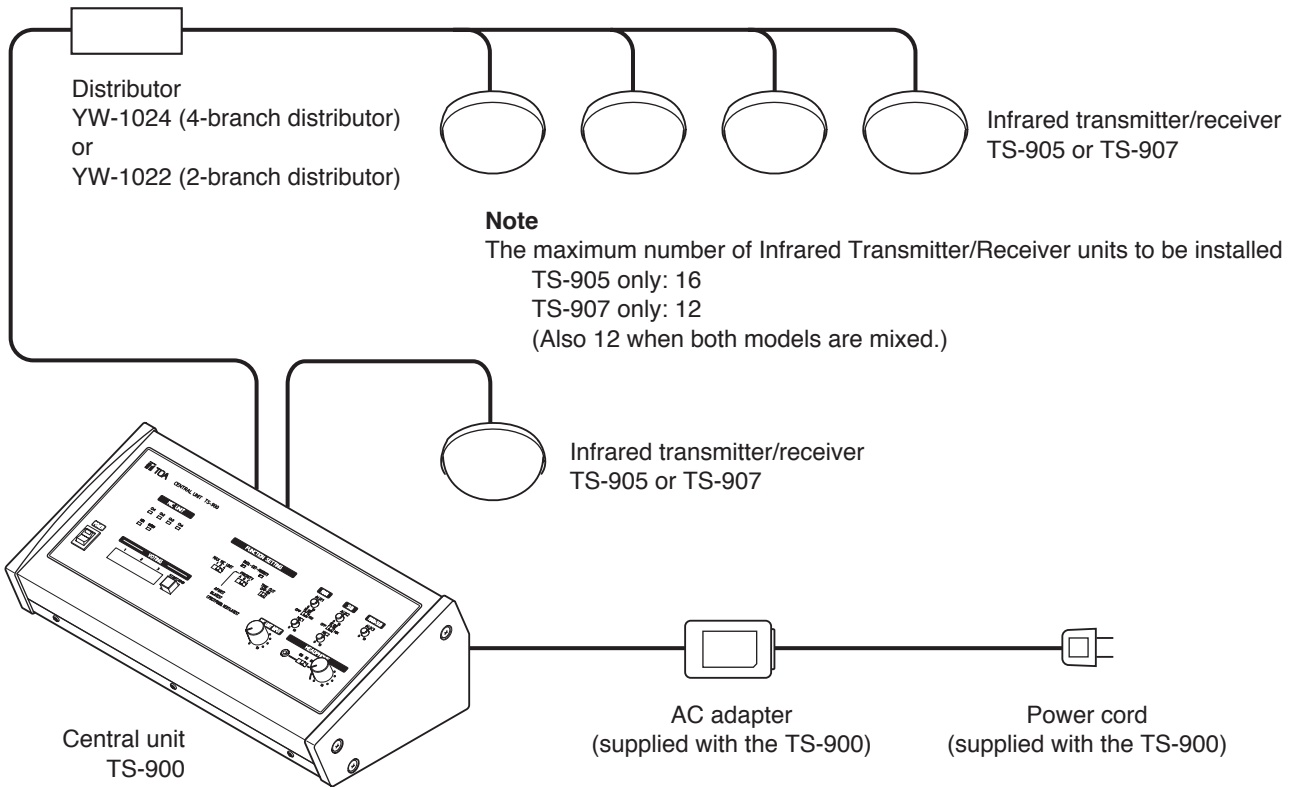 Distributor
YW-1024 (4-branch distributor)
or
YW-1022 (2-branch distributor)
Infrared transmitter/receiver
TS-905 or TS-907
Note
The maximum number of Infrared Transmitter/Receiver units to be installed
TS-905 only: 16
TS-907 only: 12
(Also 12 when both models are mixed.)
Infrared transmitter/receiver
TS-905 or TS-907
TOA CENTRAL UNIT TS-900
FUNCTION SETTING
AC adapter
(supplied with the TS-900)
Power cord
(supplied with the TS-900)
Central unit
TS-900